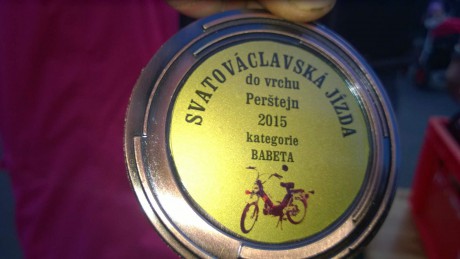 SVATOVÁCLAVSKÁ JÍZDA
do vrchu
Perštejn
2015
kategorie
BABETA